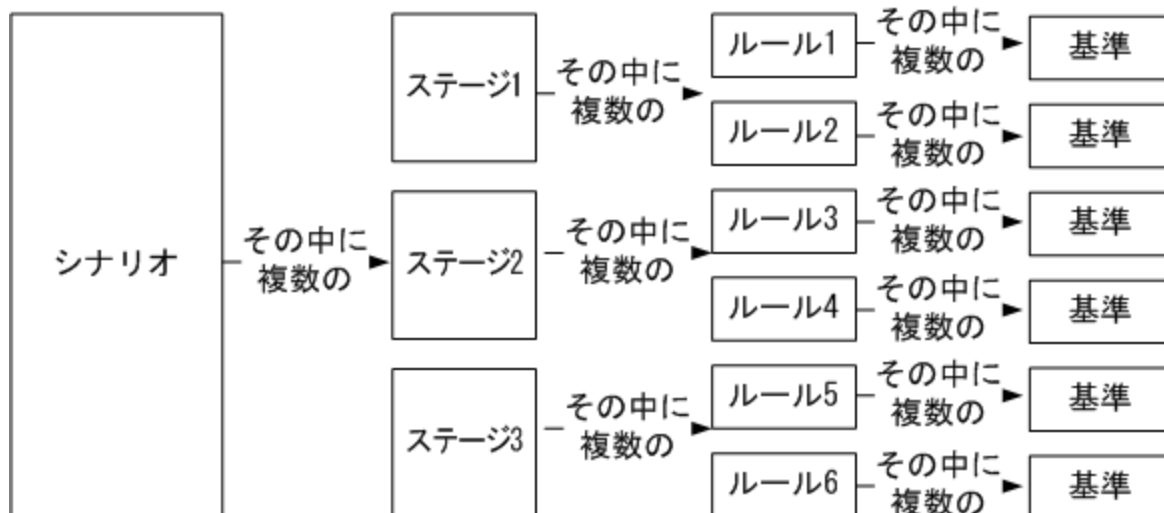 シナリオ
その中に
複数の
ステージ1
その中に
複数の
ルール1
その中に
複数の
基準
ルール2
その中に
複数の
基準
ステージ2
その中に
複数の
ルール3
その中に
複数の
基準
ルール4
その中に
複数の
基準
ステージ3
その中に
複数の
ルール5
その中に
複数の
基準
ルール6
その中に
複数の
基準